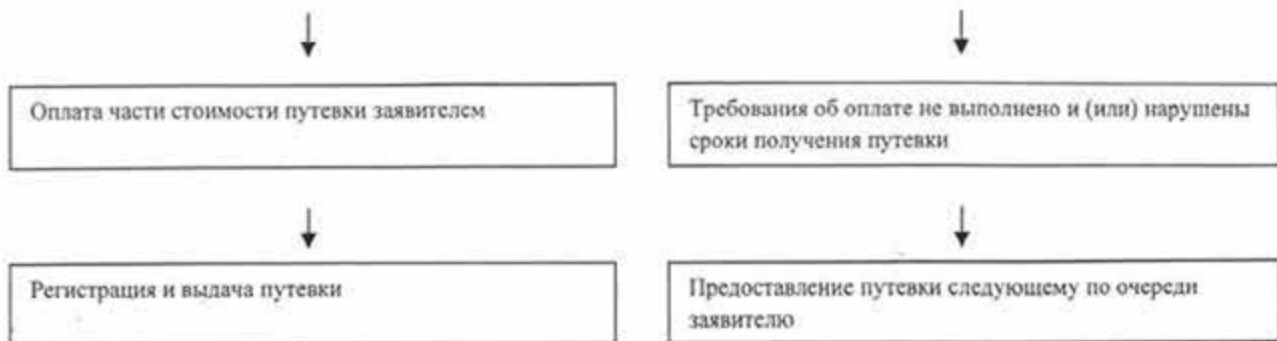 Оплата части стоимости путевки заявителем
Требования об оплате не выполнено и (или) нарушены
сроки получения путевки
Регистрация и выдача путевки
Предоставление путевки следующему по очереди
заявителю